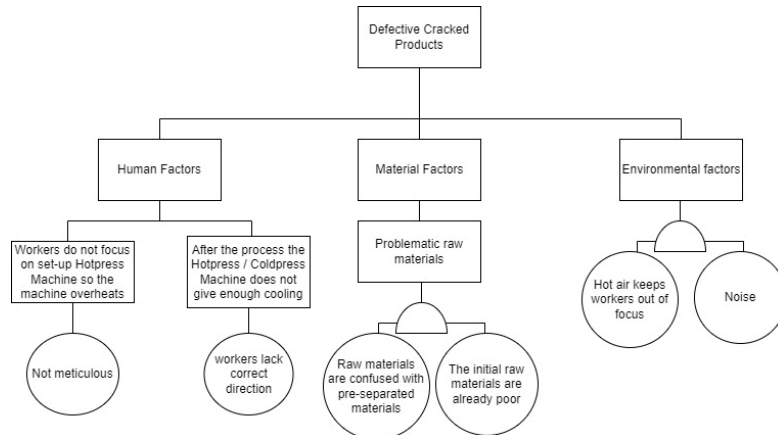 Defective Cracked
Products
Human Factors
Material Factors
Environmental factors
Workers do not focus
on set-up Hotpress
Machine so the
machine overheats
After the process the
Hotpress / Coldpress
Machine does not
give enough cooling
Problematic raw
materials
Hot air keeps
workers out of
focus
Noise
Not meticulous
workers lack
correct
direction
Raw materials
are confused with
pre-separated
materials
The initial raw
materials are
already poor